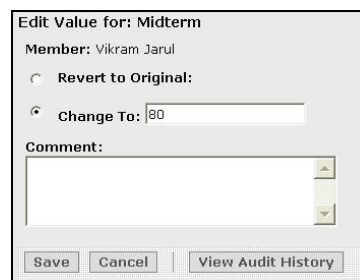 Edit Value for: Midterm
Member: Vikram Jarul
Revert to Original:
Change To: 80
Comment:
Save Cancel View Audit History